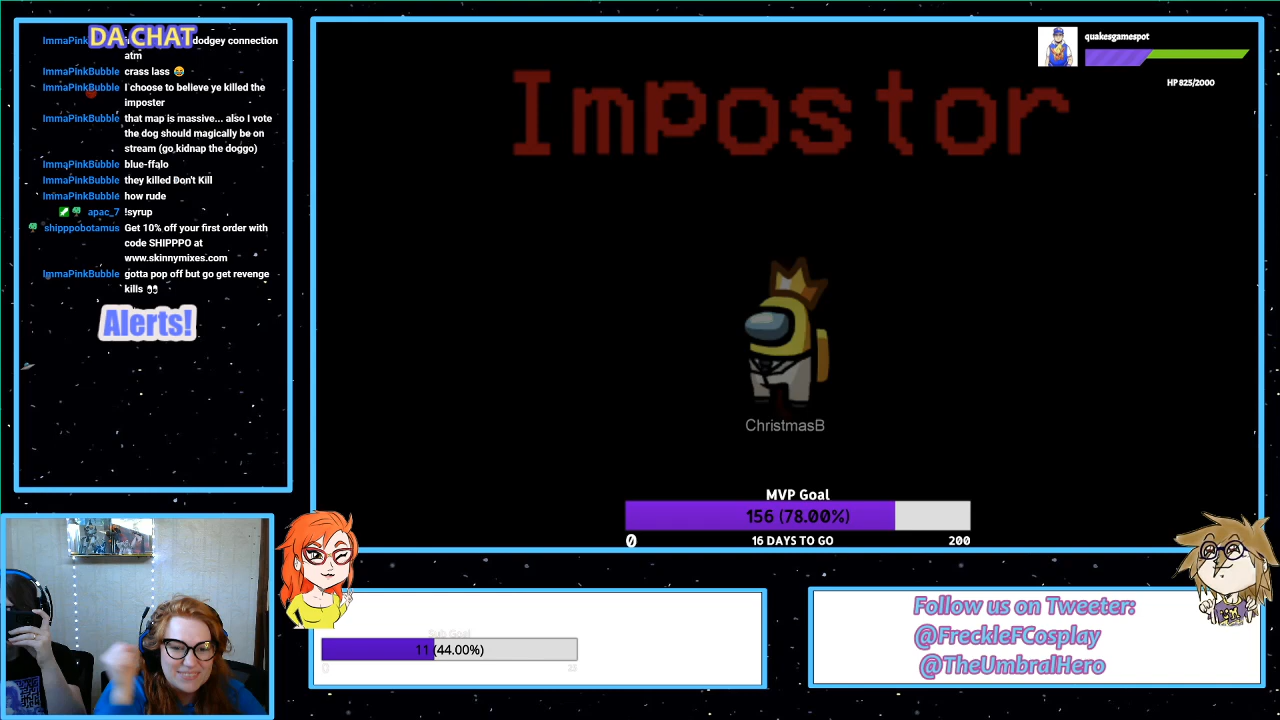 DA CHAT
ImmaPink dodgey connection
atm
ImmaPinkBubble crass lass
ImmaPinkBubble I choose to believe ye killed the
imposter
ImmaPinkBubble that map is massive... also I vote
the dog should magically be on
stream (go kidnap the doggo)
ImmaPinkBubble blue-ffalo
ImmaPinkBubble they killed Don't Kill
ImmaPinkBubble how rude
apac_7 !syrup
shipppobotamus Get 10% off your first order with
code SHIPPPO at
www.skinnymixes.com
ImmaPinkBubble gotta pop off but go get revenge
kills
Alerts!
quakesgamespot
HP 825/2000
Impostor
ChristmasB
MVP Goal
156 (78.00%)
0 16 DAYS TO GO 200
Sub Goal
11 (44.00%)
0 25
Follow us on Tweeter:
@FreckleFCosplay
@TheUmbralHero